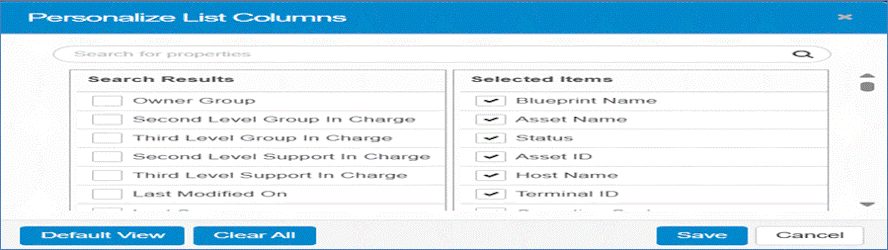 Personalize List Columns
Search for properties
Search Results
Owner Group
Second Level Group In Charge
Third Level Group In Charge
Second Level Support In Charge
Third Level Support In Charge
Last Modified On
Selected Items
Blueprint Name
Asset Name
Status
Asset ID
Host Name
Terminal ID
Default View
Clear All
Save
Cancel